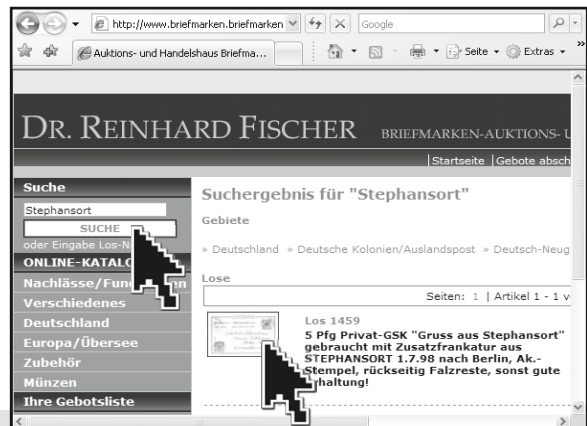 http://www.briefmarken.briefmarken
Google
Auktions- und Handelshaus Briefma...
Seite
Extras
»
DR. REINHARD FISCHER
BRIEFMARKEN-AUKTIONS- U
|Startseite |Gebote absch
Suche
Stephansort
SUCHE
oder Eingabe Los-N
ONLINE-KATALO
Nachlässe/Fun en
Verschiedenes
Deutschland
Europa/Übersee
Zubehör
Münzen
Ihre Gebotsliste
Suchergebnis für "Stephansort"
Gebiete
» Deutschland » Deutsche Kolonien/Auslandspost » Deutsch-Neug
Lose
Seiten: 1 | Artikel 1 - 1 v
Los 1459
5 Pfg Privat-GSK "Gruss aus Stephansort"
gebraucht mit Zusatzfrankatur aus
STEPHANSORT 1.7.98 nach Berlin, Ak.-
Stempel, rückseitig Falzreste, sonst gute
rhaltung!